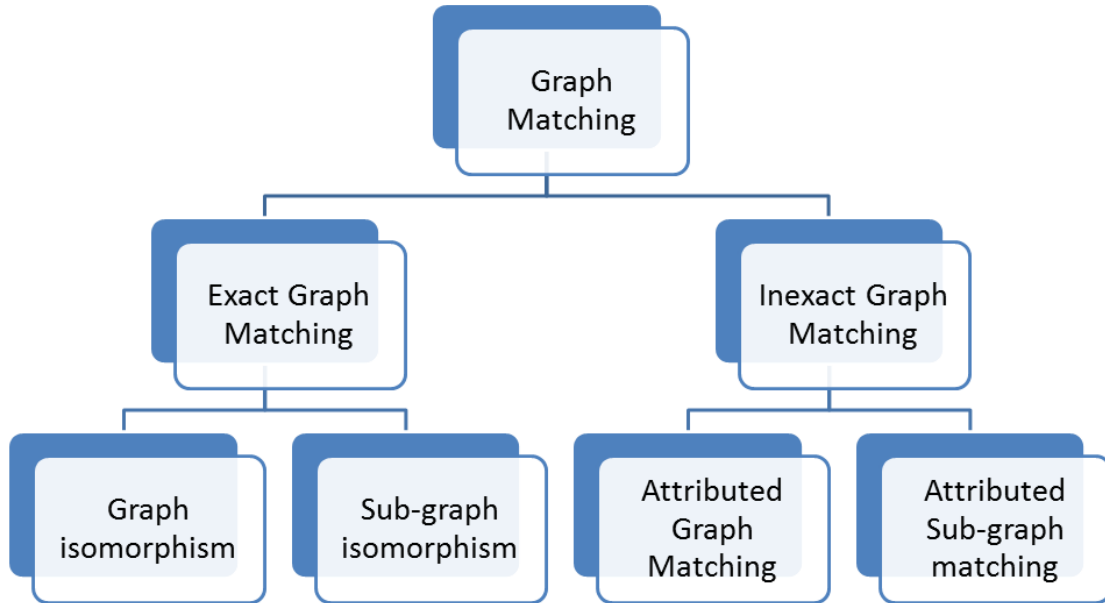 Graph
Matching
Exact Graph
Matching
Inexact Graph
Matching
Graph
isomorphism
Sub-graph
isomorphism
Attributed
Graph
Matching
Attributed
Sub-graph
matching